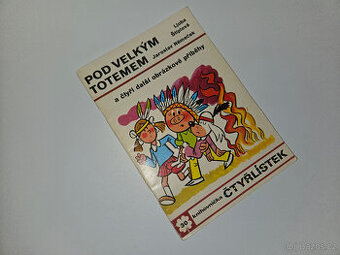 POD VELKÝM
TOTEMEM
Ljuba
Štíplová
Jaroslav Němeček
a čtyři další obrázkové příběhy
knihovnička ČTYŘLÍSTEK